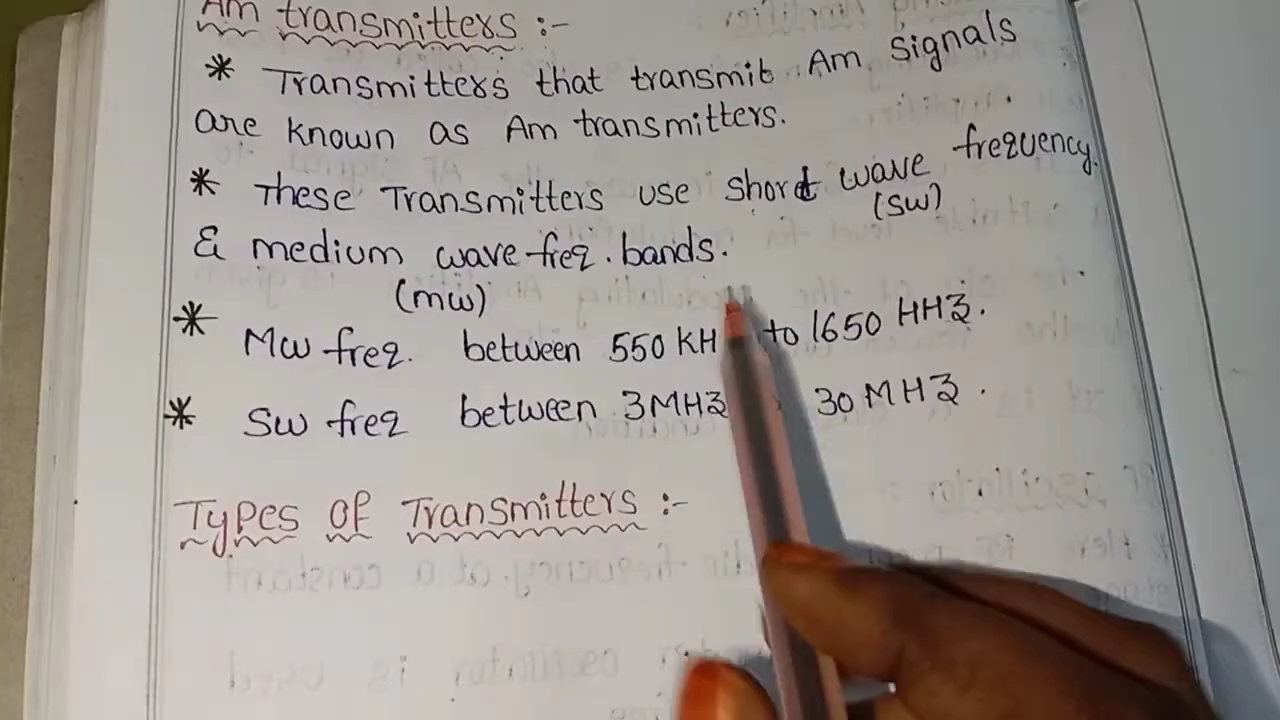 Am transmitters :-
* Transmitters that transmit Am signals
are known as Am transmitters.
* These Transmitters use short wave frequency.
(SW)
& medium wave freq. bands.
(mw)
* Mw freq. between 550 KH to 1650 HHZ.
* SW freq between 3MHZ 30 MHZ.
Types of Transmitters :-